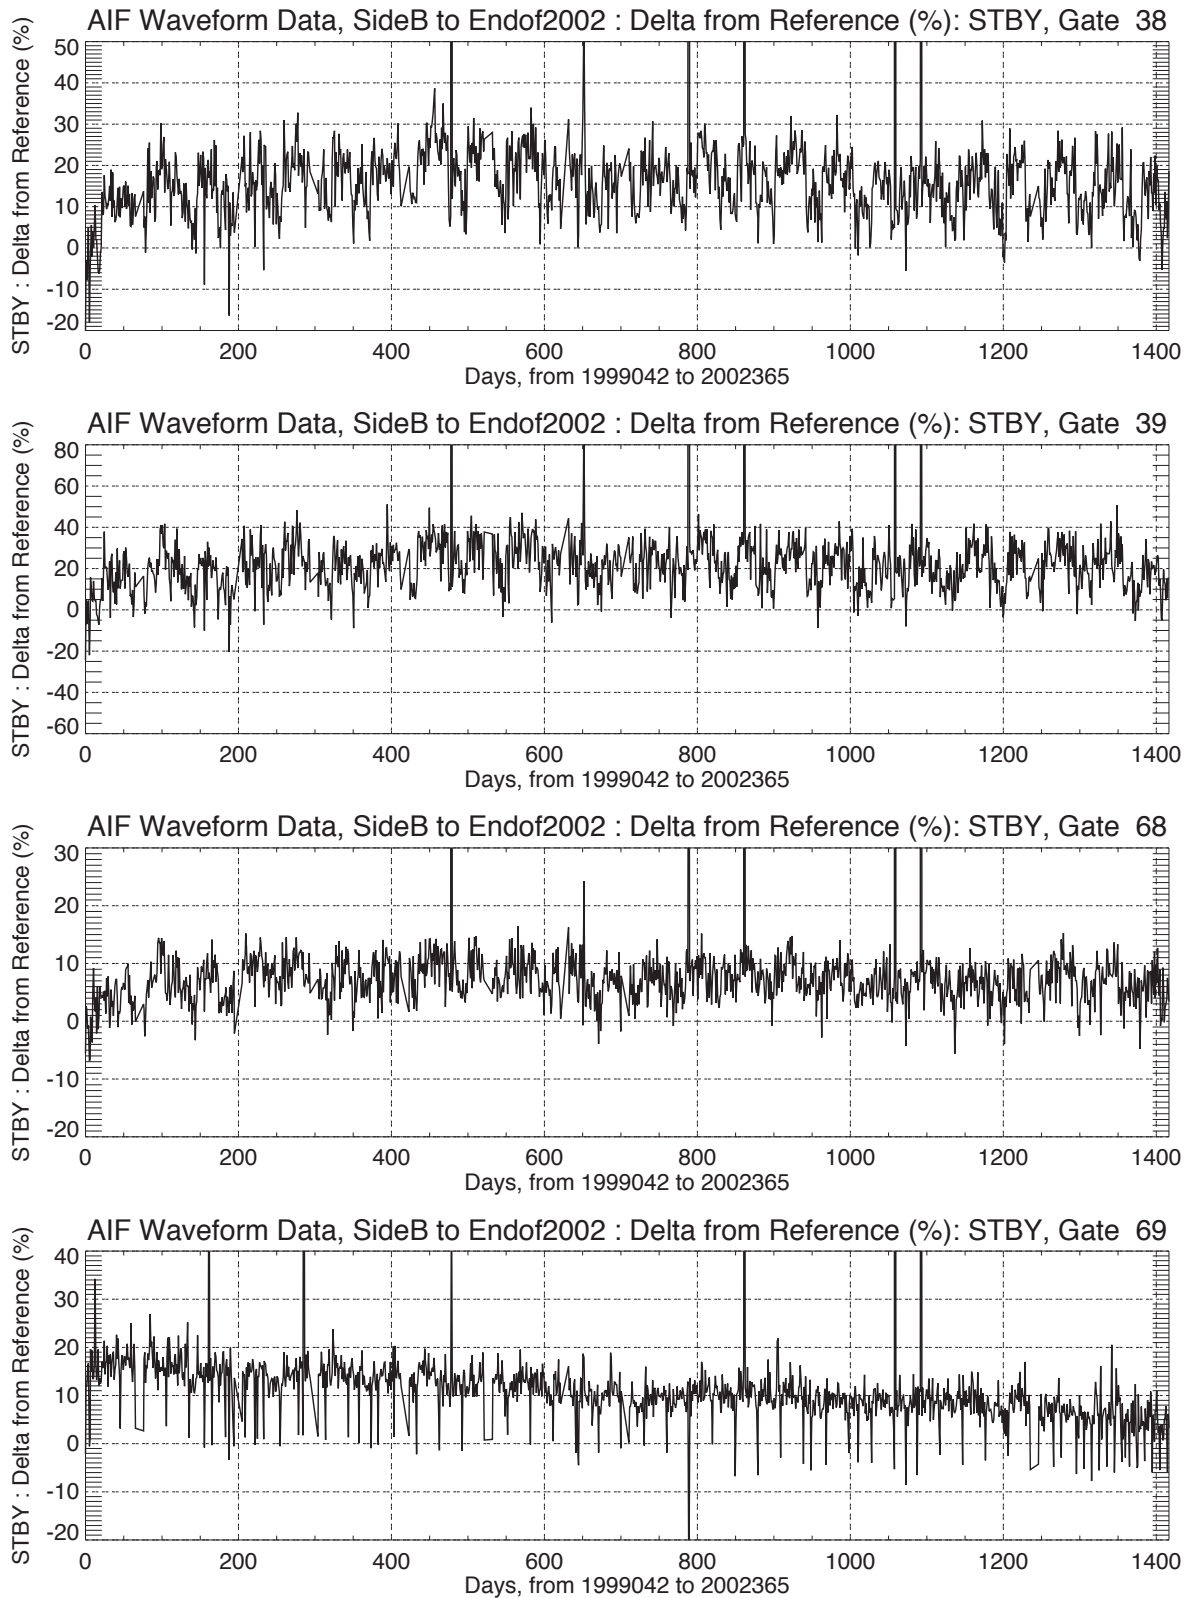 AIF Waveform Data, SideB to Endof2002 : Delta from Reference (%): STBY, Gate 38
STBY : Delta from Reference (%)
50
40
30
20
10
0
-10
-20
0 200 400 600 800 1000 1200 1400
Days, from 1999042 to 2002365
AIF Waveform Data, SideB to Endof2002 : Delta from Reference (%): STBY, Gate 39
STBY : Delta from Reference (%)
80
60
40
20
0
-20
-40
-60
0 200 400 600 800 1000 1200 1400
Days, from 1999042 to 2002365
AIF Waveform Data, SideB to Endof2002 : Delta from Reference (%): STBY, Gate 68
STBY : Delta from Reference (%)
30
20
10
0
-10
-20
0 200 400 600 800 1000 1200 1400
Days, from 1999042 to 2002365
AIF Waveform Data, SideB to Endof2002 : Delta from Reference (%): STBY, Gate 69
STBY : Delta from Reference (%)
40
30
20
10
0
-10
-20
0 200 400 600 800 1000 1200 1400
Days, from 1999042 to 2002365